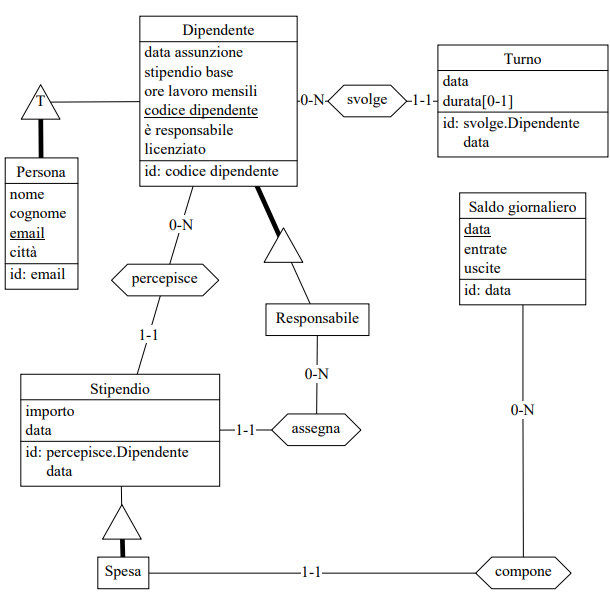 Dipendente
data assunzione
stipendio base
ore lavoro mensili
codice dipendente
è responsabile
licenziato
id: codice dipendente
0-N
svolge
1-1
Turno
data
durata[0-1]
id: svolge.Dipendente
data
T
Persona
nome
cognome
email
città
id: email
Saldo giornaliero
data
entrate
uscite
id: data
0-N
percepisce
1-1
Responsabile
0-N
assegna
1-1
Stipendio
importo
data
id: percepisce.Dipendente
data
0-N
Spesa
1-1
compone